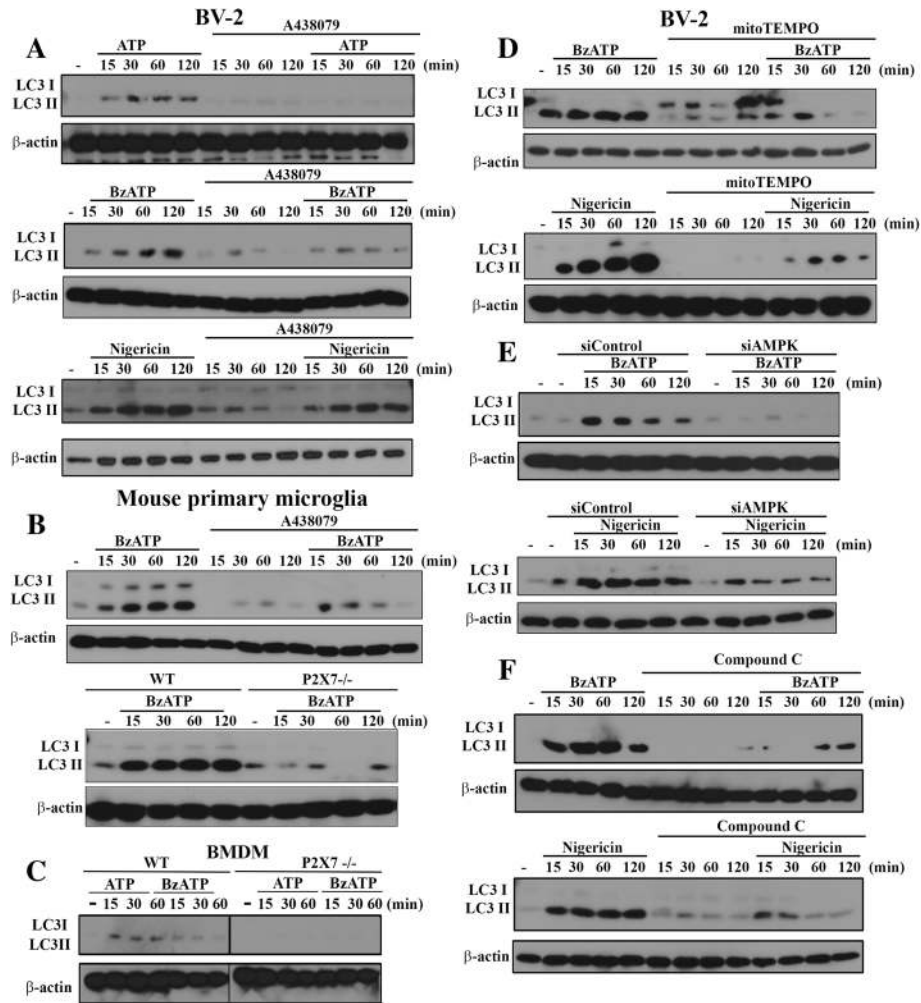 BV-2
A
A438079
ATP
ATP
- 15 30 60 120 15 30 60 120 15 30 60 120 (min)
LC3 I
LC3 II
β-actin
A438079
BzATP
BzATP
- 15 30 60 120 15 30 60 120 15 30 60 120 (min)
LC3 I
LC3 II
β-actin
A438079
Nigericin
Nigericin
- 15 30 60 120 15 30 60 120 15 30 60 120 (min)
LC3 I
LC3 II
β-actin
Mouse primary microglia
B
A438079
BzATP
BzATP
- 15 30 60 120 15 30 60 120 15 30 60 120 (min)
LC3 I
LC3 II
β-actin
WT P2X7-/-
BzATP BzATP
- 15 30 60 120 - 15 30 60 120 (min)
LC3 I
LC3 II
β-actin
BMDM
C
WT P2X7 -/-
ATP BzATP ATP BzATP
- 15 30 60 15 30 60 - 15 30 60 15 30 60 (min)
LC3I
LC3II
β-actin
BV-2
D
mitoTEMPO
BzATP BzATP
- 15 30 60 120 15 30 60 120 15 30 60 120 (min)
LC3 I
LC3 II
β-actin
mitoTEMPO
Nigericin Nigericin
- 15 30 60 120 15 30 60 120 15 30 60 120 (min)
LC3 I
LC3 II
β-actin
E
siControl siAMPK
BzATP BzATP
- - 15 30 60 120 - 15 30 60 120 (min)
LC3 I
LC3 II
β-actin
siControl siAMPK
Nigericin Nigericin
- - 15 30 60 120 - 15 30 60 120 (min)
LC3 I
LC3 II
β-actin
F
Compound C
BzATP BzATP
- 15 30 60 120 15 30 60 120 15 30 60 120 (min)
LC3 I
LC3 II
β-actin
Compound C
Nigericin Nigericin
- 15 30 60 120 15 30 60 120 15 30 60 120 (min)
LC3 I
LC3 II
β-actin